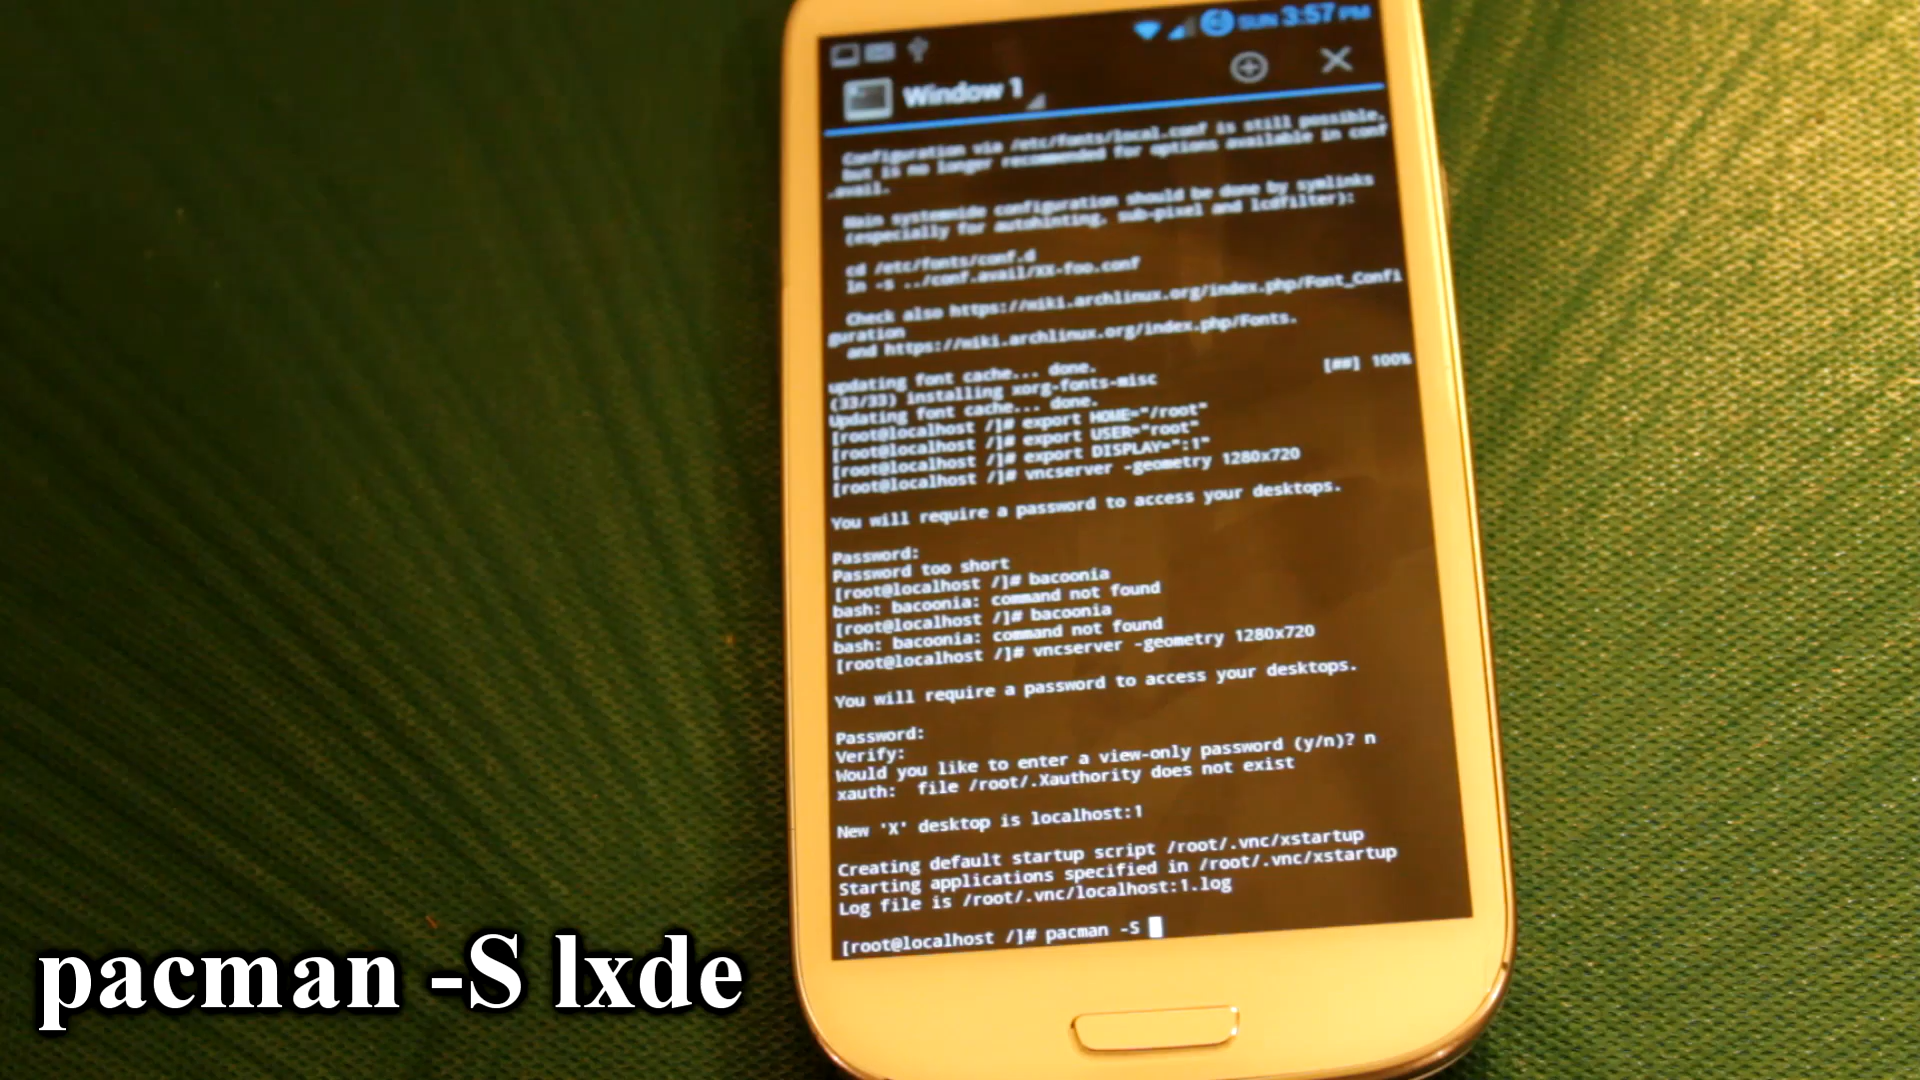 SUN 3:57 PM
Window 1
Configuration via /etc/fonts/local.conf is still possible,
but is no longer recommended for options available in conf
.avail.
Main systemwide configuration should be done by symlinks
(especially for autohinting, sub-pixel and lcdfilter):
cd /etc/fonts/conf.d
ln -s ../conf.avail/XX-foo.conf
Check also https://wiki.archlinux.org/index.php/Font_Confi
guration
and https://wiki.archlinux.org/index.php/Fonts.
updating font cache... done.
(33/33) installing xorg-fonts-misc [##] 100%
Updating font cache... done.
[root@localhost /]# export HOME="/root"
[root@localhost /]# export USER="root"
[root@localhost /]# export DISPLAY=":1"
[root@localhost /]# vncserver -geometry 1280x720
You will require a password to access your desktops.
Password:
Password too short
[root@localhost /]# bacoonia
bash: bacoonia: command not found
[root@localhost /]# bacoonia
bash: bacoonia: command not found
[root@localhost /]# vncserver -geometry 1280x720
You will require a password to access your desktops.
Password:
Verify:
Would you like to enter a view-only password (y/n)? n
xauth:  file /root/.Xauthority does not exist
New 'X' desktop is localhost:1
Creating default startup script /root/.vnc/xstartup
Starting applications specified in /root/.vnc/xstartup
Log file is /root/.vnc/localhost:1.log
[root@localhost /]# pacman -S
pacman -S lxde